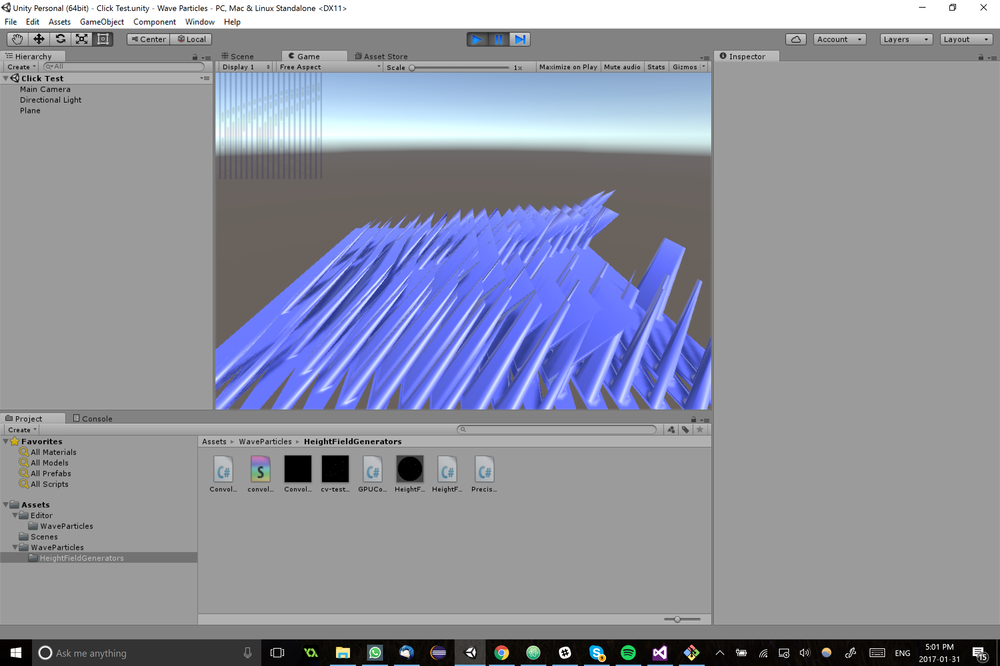 Unity Personal (64bit) - Click Test.unity - Wave Particles - PC, Mac & Linux Standalone <DX11>
File Edit Assets GameObject Component Window Help
Center Local Account Layers Layout
Hierarchy
Create All
Click Test
Main Camera
Directional Light
Plane
Scene Game Asset Store
Display 1 Free Aspect Scale 1x Maximize on Play Mute audio Stats Gizmos
Inspector
Project Console
Create
Favorites
All Materials
All Models
All Prefabs
All Scripts
Assets
Editor
WaveParticles
Scenes
WaveParticles
HeightFieldGenerators
Assets WaveParticles HeightFieldGenerators
C# S C# C# C#
Convol... convol... Convol... cv-test... GPUCo... HeightF... HeightF... Precis...
Ask me anything
9
ENG
5:01 PM
2017-01-31
15